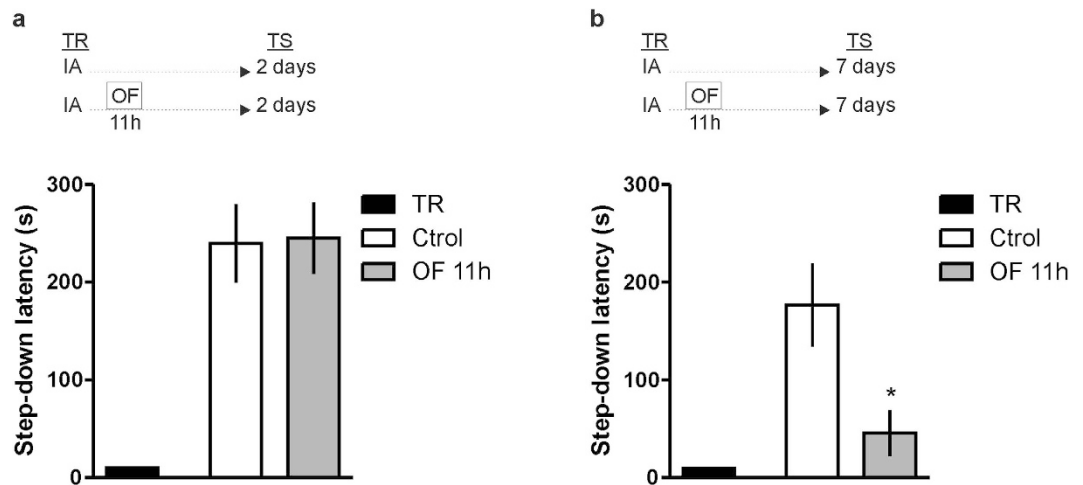 a
TR TS
IA 2 days
IA OF 2 days
11h
300
200
100
0
Step-down latency (s)
TR
Ctrol
OF 11h
b
TR TS
IA 7 days
IA OF 7 days
11h
300
200
100
0
Step-down latency (s)
*
TR
Ctrol
OF 11h